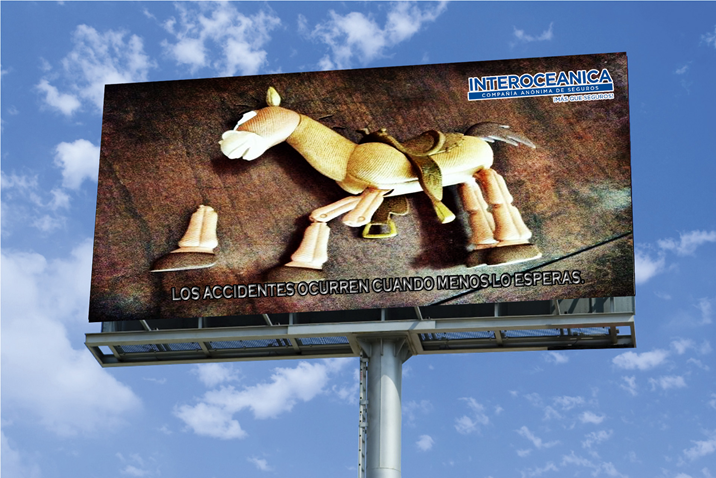 INTEROCEANICA
COMPAÑÍA ANÓNIMA DE SEGUROS
¡MÁS QUE SEGUROS!
LOS ACCIDENTES OCURREN CUANDO MENOS LO ESPERAS.